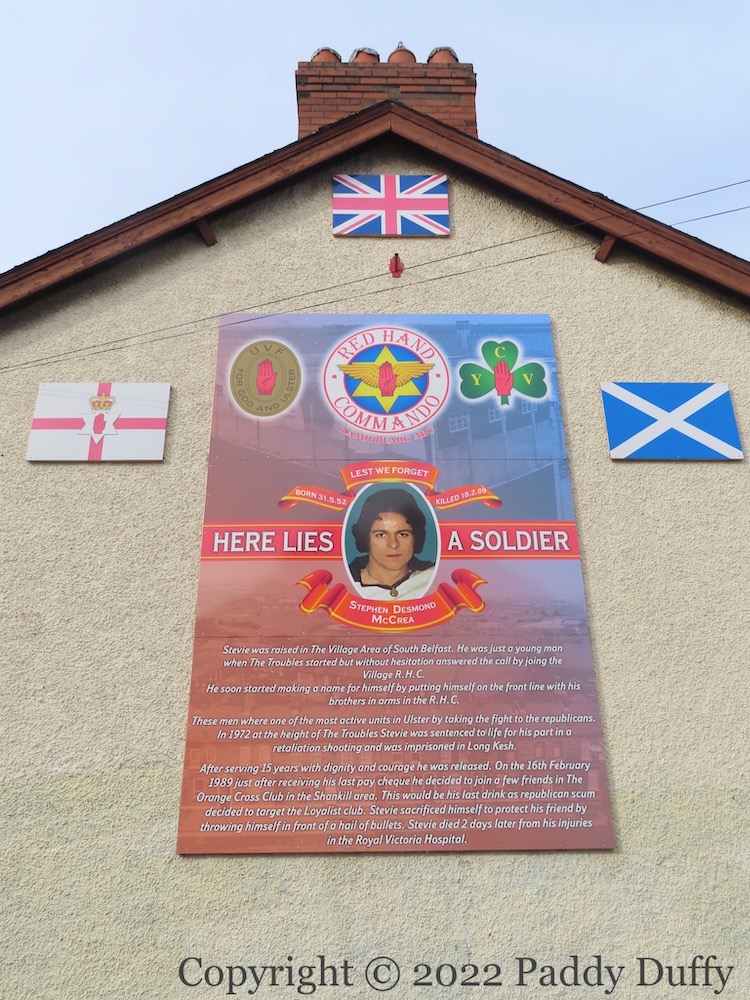 UVF
FOR GOD AND ULSTER
RED HAND
COMMANDO
LAMH DEARG ABU
C
Y V
LEST WE FORGET
BORN 31.5.52
KILLED 18.2.89
HERE LIES A SOLDIER
STEPHEN DESMOND
MCCREA
Stevie was raised in The Village Area of South Belfast. He was just a young man
when The Troubles started but without hesitation answered the call by joing the
Village R.H.C.
He soon started making a name for himself by putting himself on the front line with his
brothers in arms in the R.H.C.
These men where one of the most active units in Ulster by taking the fight to the republicans.
In 1972 at the height of The Troubles Stevie was sentenced to life for his part in a
retaliation shooting and was imprisoned in Long Kesh.
After serving 15 years with dignity and courage he was released. On the 16th February
1989 just after receiving his last pay cheque he decided to join a few friends in The
Orange Cross Club in the Shankill area. This would be his last drink as republican scum
decided to target the Loyalist club. Stevie sacrificed himself to protect his friend by
throwing himself in front of a hail of bullets. Stevie died 2 days later from his injuries
in the Royal Victoria Hospital.
Copyright © 2022 Paddy Duffy